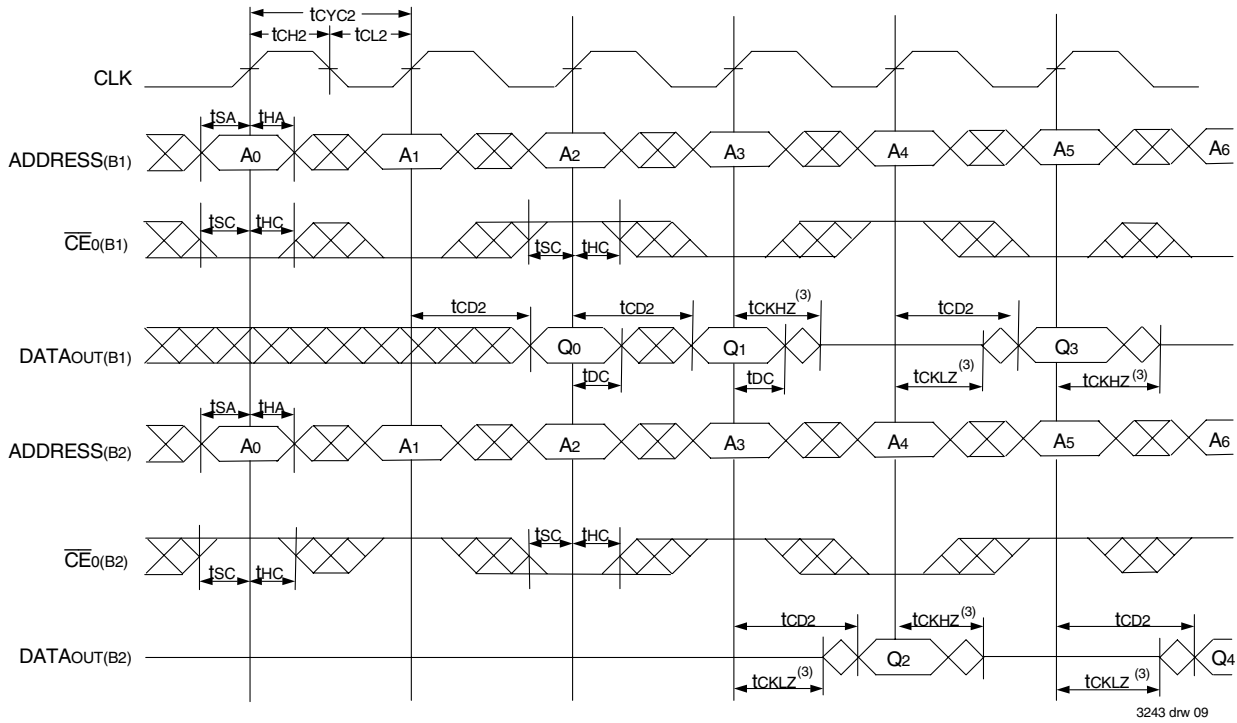 tCYC2
tCH2 tCL2
CLK
tSA tHA
ADDRESS(B1) A0 A1 A2 A3 A4 A5 A6
tSC tHC
CE0(B1)
tSC tHC
tCD2 tCD2 tCKHZ(3) tCD2
DATAOUT(B1) Q0 Q1 Q3
tDC tDC tCKLZ(3) tCKHZ(3)
tSA tHA
ADDRESS(B2) A0 A1 A2 A3 A4 A5 A6
tSC tHC
CE0(B2)
tSC tHC
tCD2 tCKHZ(3) tCD2
DATAOUT(B2) Q2 Q4
tCKLZ(3) tCKLZ(3)
3243 drw 09